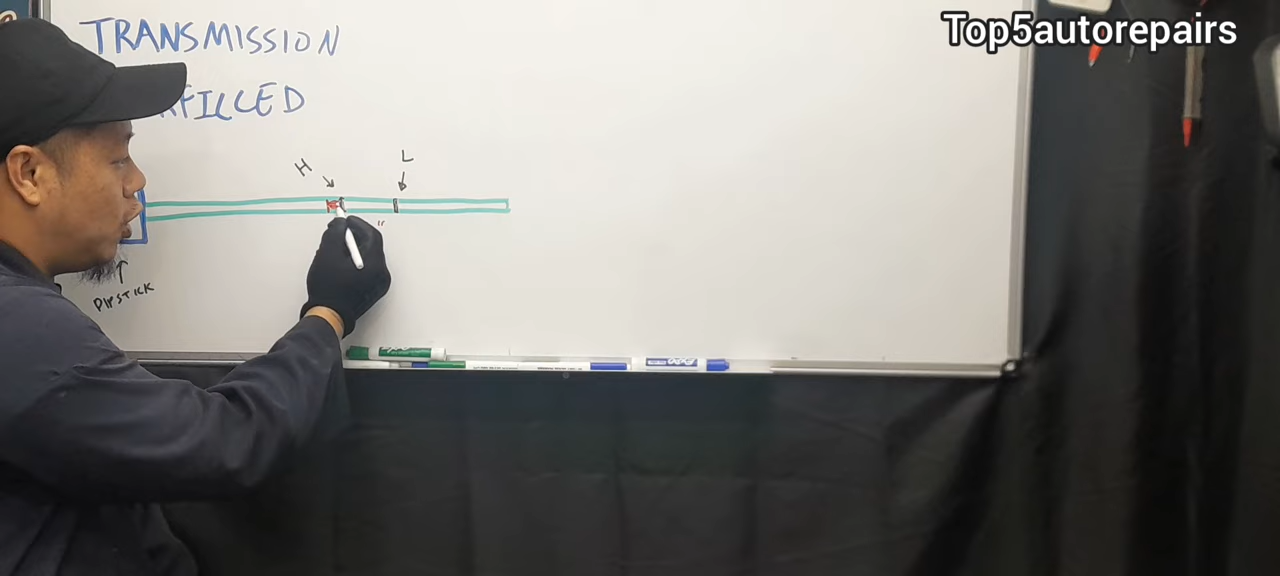 Top5autorepairs
TRANSMISSION
FILLED
H
L
DIPSTICK